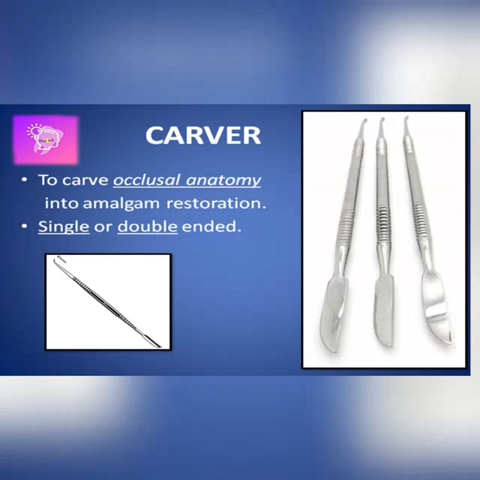 CARVER
• To carve occlusal anatomy
into amalgam restoration.
• Single or double ended.